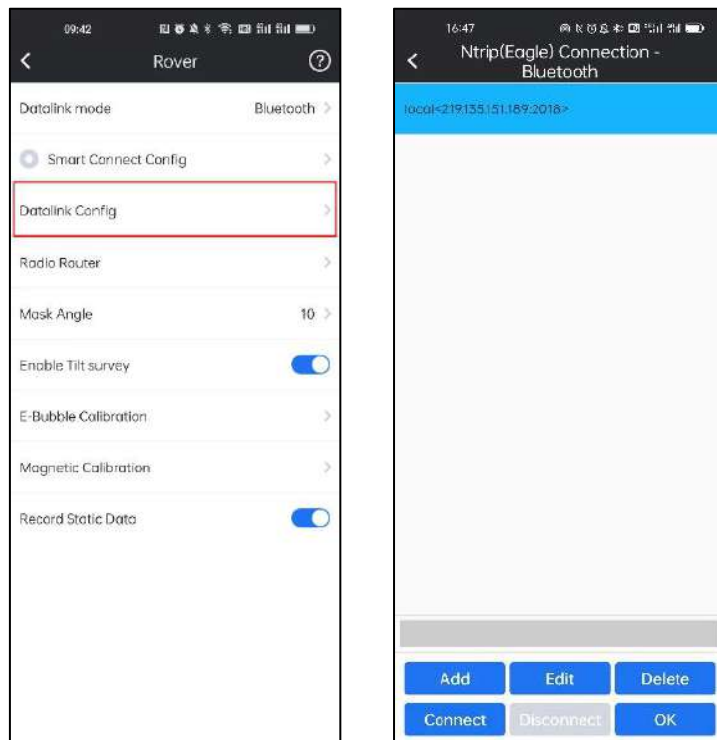 09:42
Rover
Datalink mode Bluetooth
Smart Connect Config
Datalink Config
Radio Router
Mask Angle 10
Enable Tilt survey
E-Bubble Calibration
Magnetic Calibration
Record Static Data
16:47
Ntrip(Eagle) Connection -
Bluetooth
local<219.135.151.189:2018>
Add Edit Delete
Connect Disconnect OK